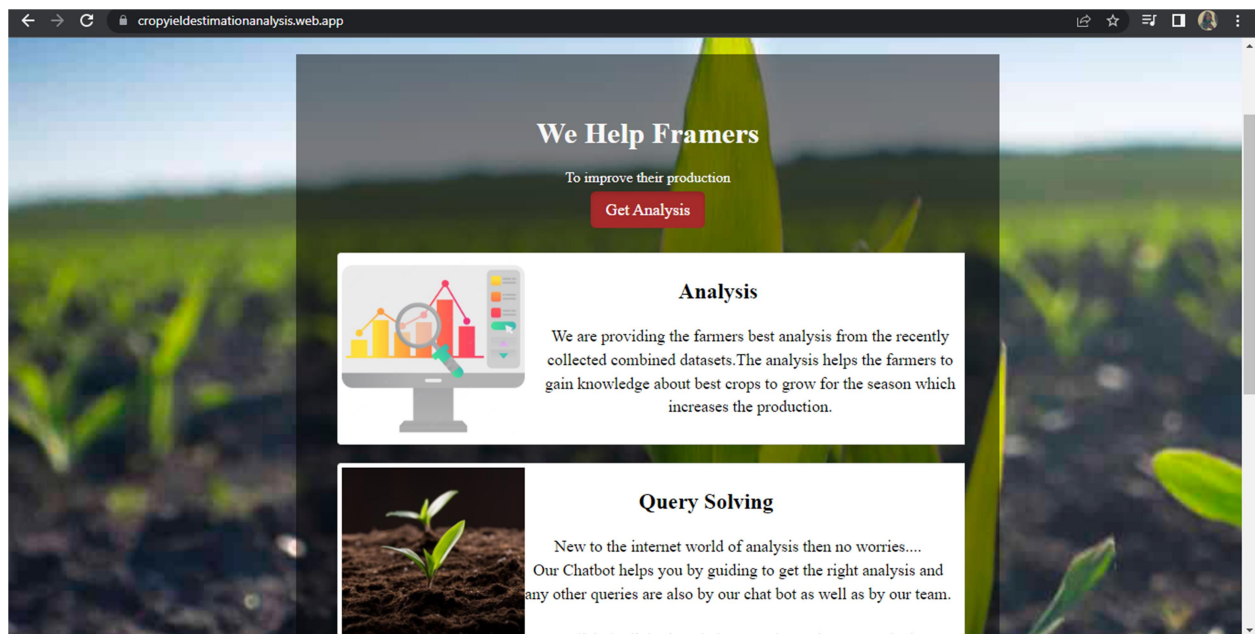 cropyieldestimationanalysis.web.app
We Help Framers
To improve their production
Get Analysis
Analysis
We are providing the farmers best analysis from the recently
collected combined datasets.The analysis helps the farmers to
gain knowledge about best crops to grow for the season which
increases the production.
Query Solving
New to the internet world of analysis then no worries....
Our Chatbot helps you by guiding to get the right analysis and
any other queries are also by our chat bot as well as by our team.